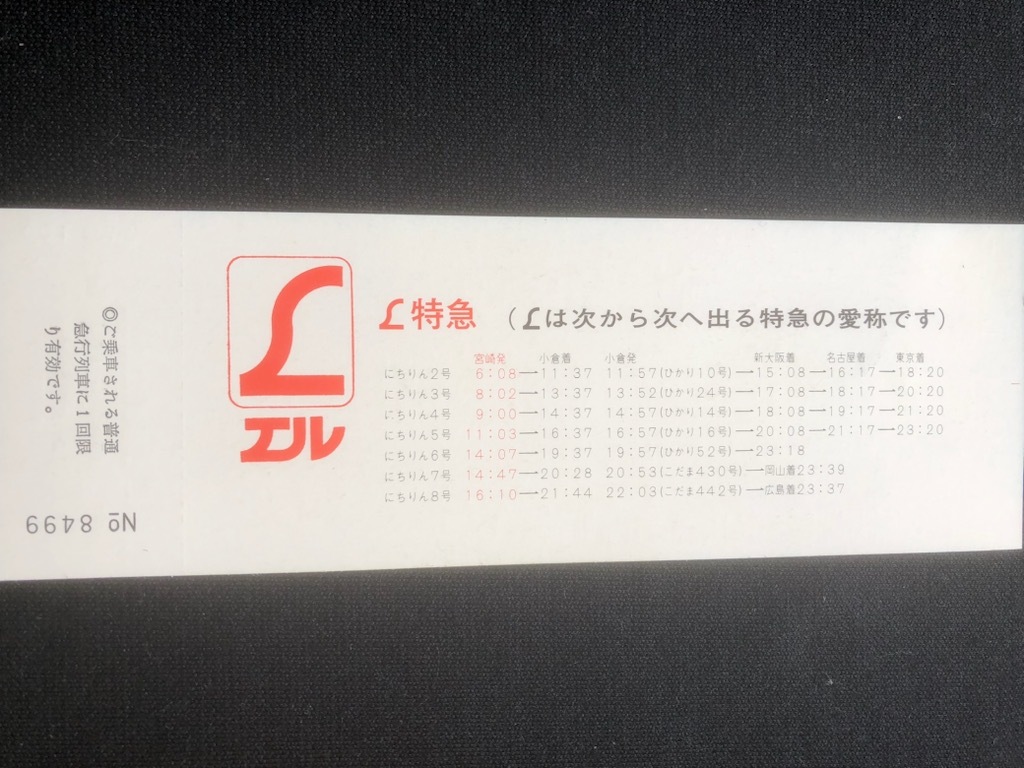 L
エル
L特急 (Lは次から次へ出る特急の愛称です)
宮崎発 小倉着 小倉発 新大阪着 名古屋着 東京着
にちりん2号 6:08→11:37 11:57(ひかり10号)→15:08→16:17→18:20
にちりん3号 8:02→13:37 13:52(ひかり24号)→17:08→18:17→20:20
にちりん4号 9:00→14:37 14:57(ひかり14号)→18:08→19:17→21:20
にちりん5号 11:03→16:37 16:57(ひかり16号)→20:08→21:17→23:20
にちりん6号 14:07→19:37 19:57(ひかり52号)→23:18
にちりん7号 14:47→20:28 20:53(こだま430号)→岡山着23:39
にちりん8号 16:10→21:44 22:03(こだま442号)→広島着23:37
◎ご乗車される普通
急行列車に1回限
り有効です。
No 8499